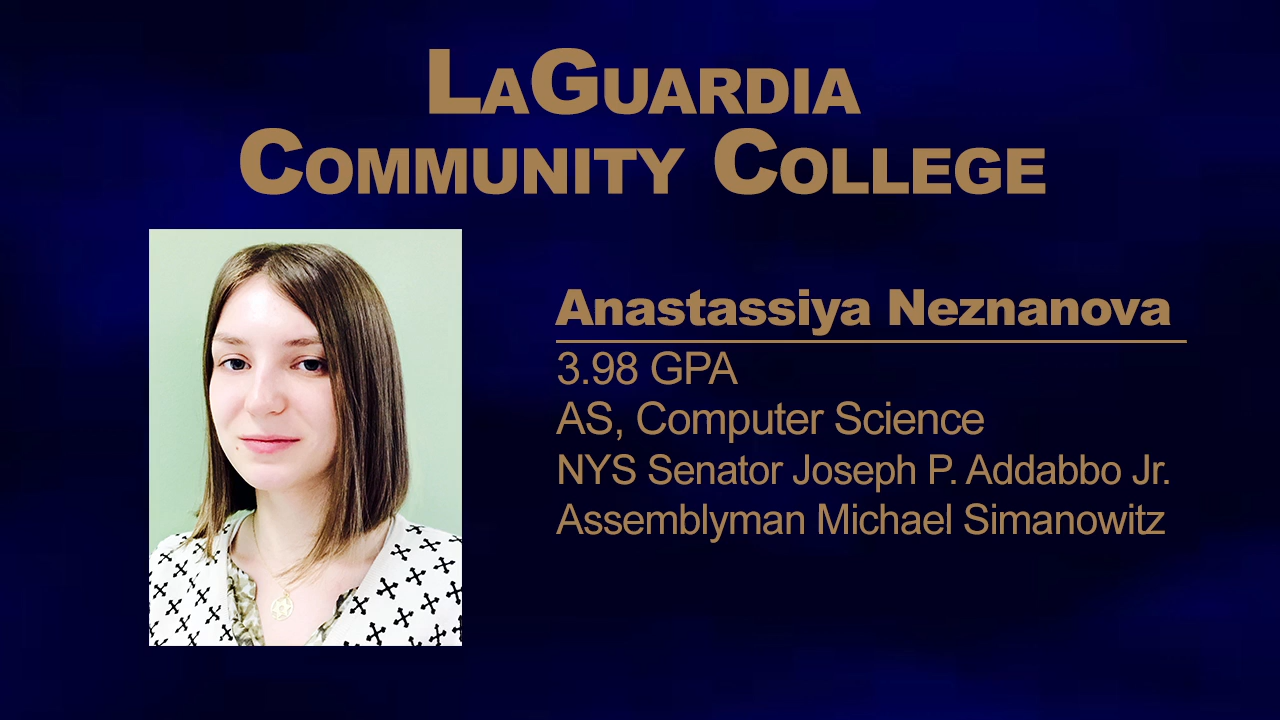 LAGUARDIA
COMMUNITY COLLEGE
Anastassiya Neznanova
3.98 GPA
AS, Computer Science
NYS Senator Joseph P. Addabbo Jr.
Assemblyman Michael Simanowitz